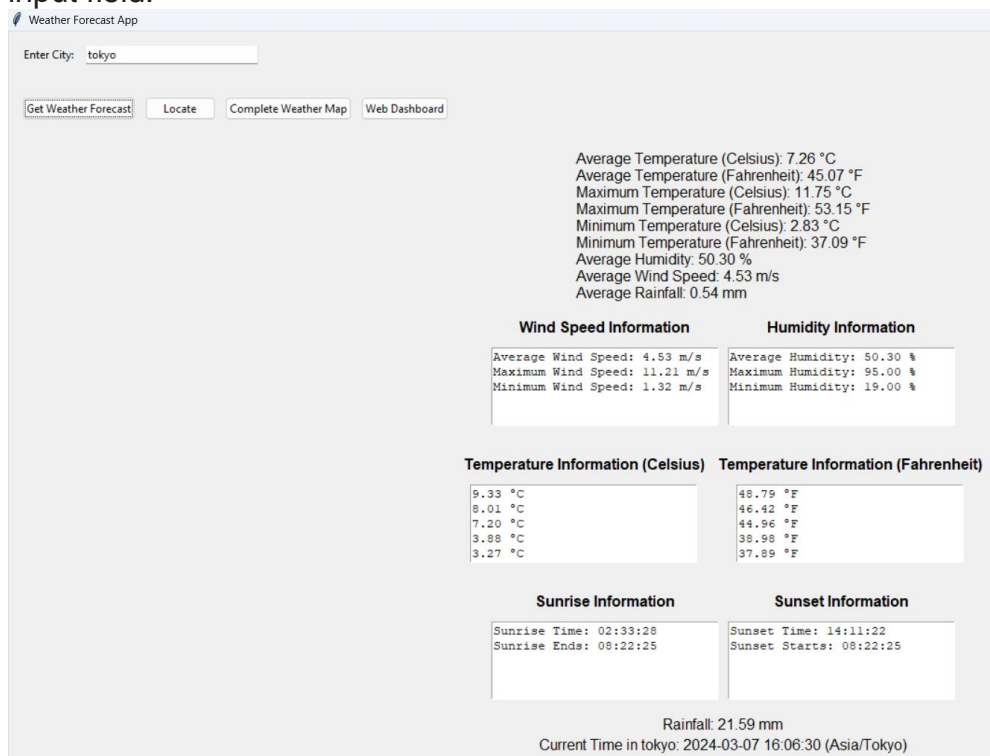 input field.
Weather Forecast App
Enter City: tokyo
Get Weather Forecast Locate Complete Weather Map Web Dashboard
Average Temperature (Celsius): 7.26 °C
Average Temperature (Fahrenheit): 45.07 °F
Maximum Temperature (Celsius): 11.75 °C
Maximum Temperature (Fahrenheit): 53.15 °F
Minimum Temperature (Celsius): 2.83 °C
Minimum Temperature (Fahrenheit): 37.09 °F
Average Humidity: 50.30 %
Average Wind Speed: 4.53 m/s
Average Rainfall: 0.54 mm
Wind Speed Information Humidity Information
Average Wind Speed: 4.53 m/s Average Humidity: 50.30 %
Maximum Wind Speed: 11.21 m/s Maximum Humidity: 95.00 %
Minimum Wind Speed: 1.32 m/s Minimum Humidity: 19.00 %
Temperature Information (Celsius) Temperature Information (Fahrenheit)
9.33 °C 48.79 °F
8.01 °C 46.42 °F
7.20 °C 44.96 °F
3.88 °C 38.98 °F
3.27 °C 37.89 °F
Sunrise Information Sunset Information
Sunrise Time: 02:33:28 Sunset Time: 14:11:22
Sunrise Ends: 08:22:25 Sunset Starts: 08:22:25
Rainfall: 21.59 mm
Current Time in tokyo: 2024-03-07 16:06:30 (Asia/Tokyo)